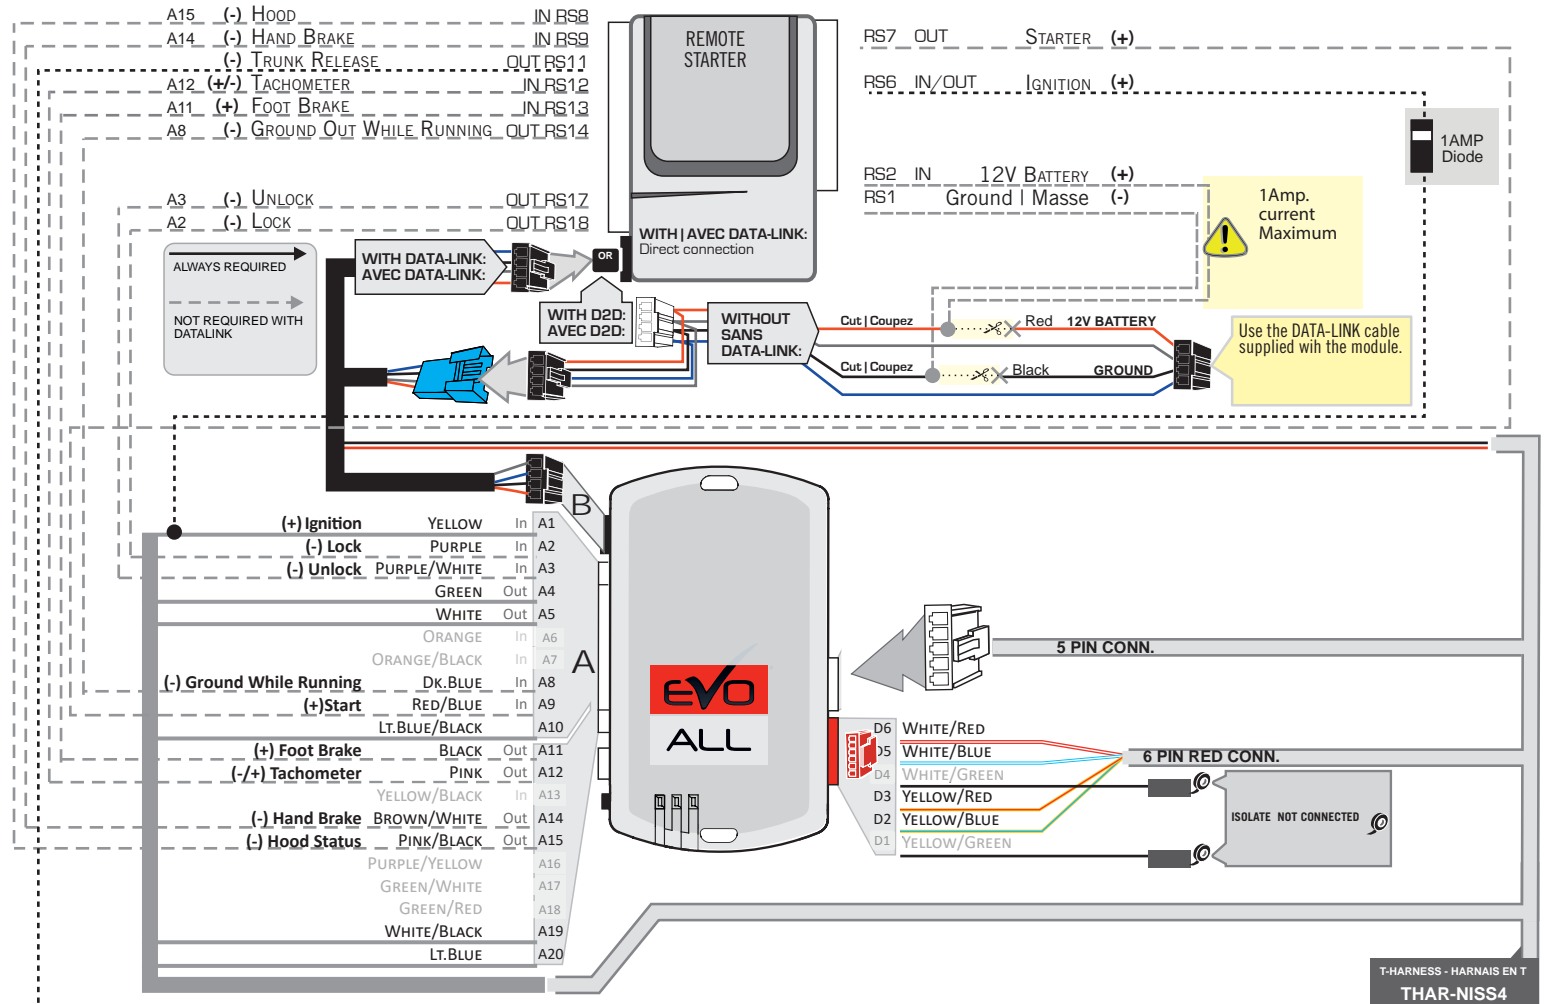 A15 (-) HOOD IN RS8
A14 (-) HAND BRAKE IN RS9
(-) TRUNK RELEASE OUT RS11
A12 (+/-) TACHOMETER IN RS12
A11 (+) FOOT BRAKE IN RS13
A8 (-) GROUND OUT WHILE RUNNING OUT RS14
A3 (-) UNLOCK OUT RS17
A2 (-) LOCK OUT RS18
REMOTE
STARTER
WITH | AVEC DATA-LINK:
Direct connection
RS7 OUT STARTER (+)
RS6 IN/OUT IGNITION (+)
RS2 IN 12V BATTERY (+)
RS1 Ground | Masse (-)
1AMP
Diode
1Amp.
current
Maximum
ALWAYS REQUIRED
NOT REQUIRED WITH
DATALINK
WITH DATA-LINK:
AVEC DATA-LINK:
OR
WITH D2D:
AVEC D2D:
WITHOUT
SANS
DATA-LINK:
Cut | Coupez Red 12V BATTERY
Cut | Coupez Black GROUND
Use the DATA-LINK cable
supplied wih the module.
B
A
(+) Ignition YELLOW In A1
(-) Lock PURPLE In A2
(-) Unlock PURPLE/WHITE In A3
GREEN Out A4
WHITE Out A5
ORANGE In A6
ORANGE/BLACK In A7
(-) Ground While Running DK.BLUE In A8
(+)Start RED/BLUE In A9
LT.BLUE/BLACK A10
(+) Foot Brake BLACK Out A11
(-/+) Tachometer PINK Out A12
YELLOW/BLACK In A13
(-) Hand Brake BROWN/WHITE Out A14
(-) Hood Status PINK/BLACK Out A15
PURPLE/YELLOW A16
GREEN/WHITE A17
GREEN/RED A18
WHITE/BLACK A19
LT.BLUE A20
EVO
ALL
5 PIN CONN.
D6 WHITE/RED
D5 WHITE/BLUE
D4 WHITE/GREEN
D3 YELLOW/RED
D2 YELLOW/BLUE
D1 YELLOW/GREEN
6 PIN RED CONN.
ISOLATE NOT CONNECTED
T-HARNESS - HARNAIS EN T
THAR-NISS4